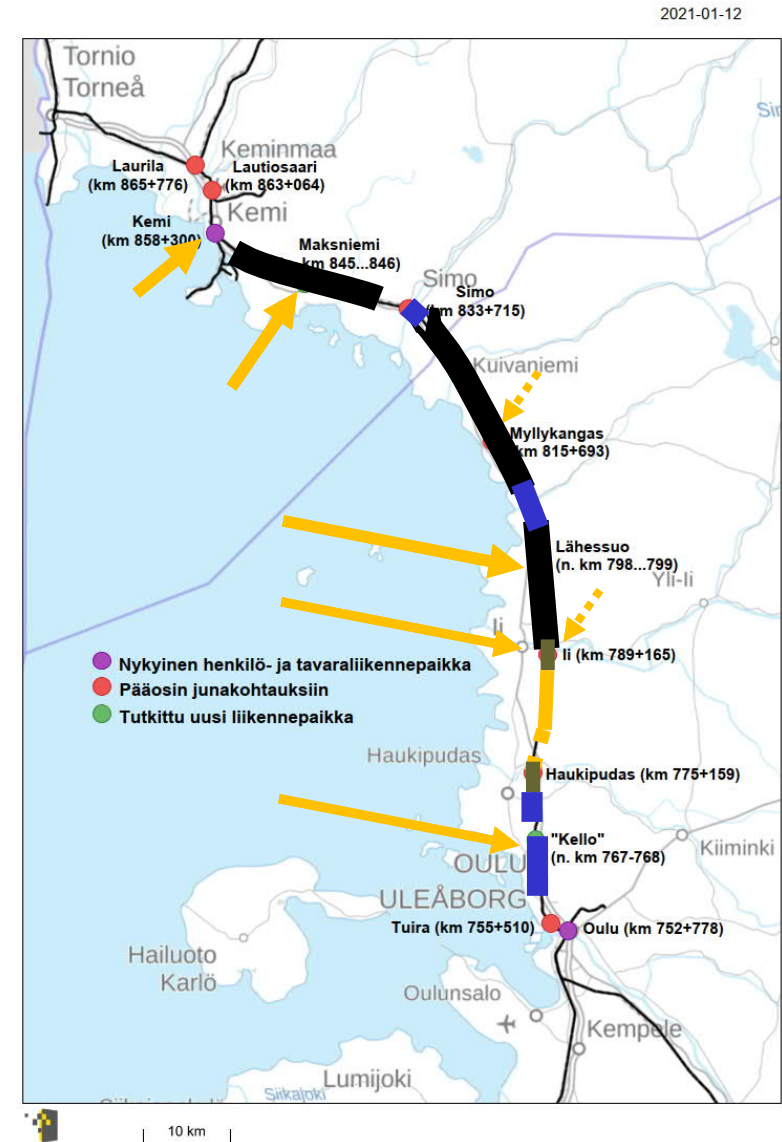 2021-01-12
Tornio
Torneå
Keminmaa
Laurila
(km 865+776)
Lautiosaari
(km 863+064)
Kemi
Kemi
(km 858+300)
Maksniemi
km 845...846)
Simo
Simo
km 833+715)
Kuivaniemi
Myllykangas
km 815+693)
Lähessuo
(n. km 798...799)
Yli-Ii
Ii
Ii (km 789+165)
Nykyinen henkilö- ja tavaraliikennepaikka
Pääosin junakohtauksiin
Tutkittu uusi liikennepaikka
Haukipudas
Haukipudas (km 775+159)
"Kello"
(n. km 767-768)
Kiiminki
OULU
ULEÅBORG
Tuira (km 755+510)
Oulu (km 752+778)
Hailuoto
Karlö
Oulunsalo
Kempele
Lumijoki
Siikajoki
10 km